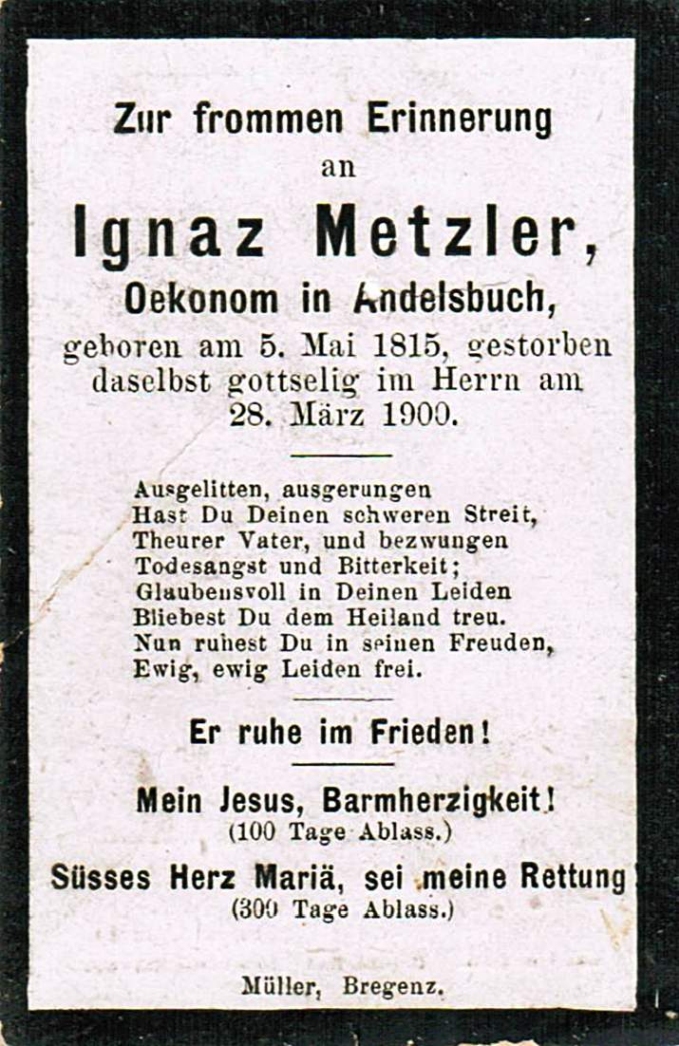 Zur frommen Erinnerung
an
Ignaz Metzler,
Oekonom in Andelsbuch,
geboren am 5. Mai 1815, gestorben
daselbst gottselig im Herrn am
28. März 1900.
Ausgelitten, ausgerungen
Hast Du Deinen schweren Streit,
Theurer Vater, und bezwungen
Todesangst und Bitterkeit;
Glaubensvoll in Deinen Leiden
Bliebest Du dem Heiland treu.
Nun ruhest Du in seinen Freuden,
Ewig, ewig Leiden frei.
Er ruhe im Frieden!
Mein Jesus, Barmherzigkeit!
(100 Tage Ablass.)
Süsses Herz Mariä, sei meine Rettung!
(300 Tage Ablass.)
Müller, Bregenz.